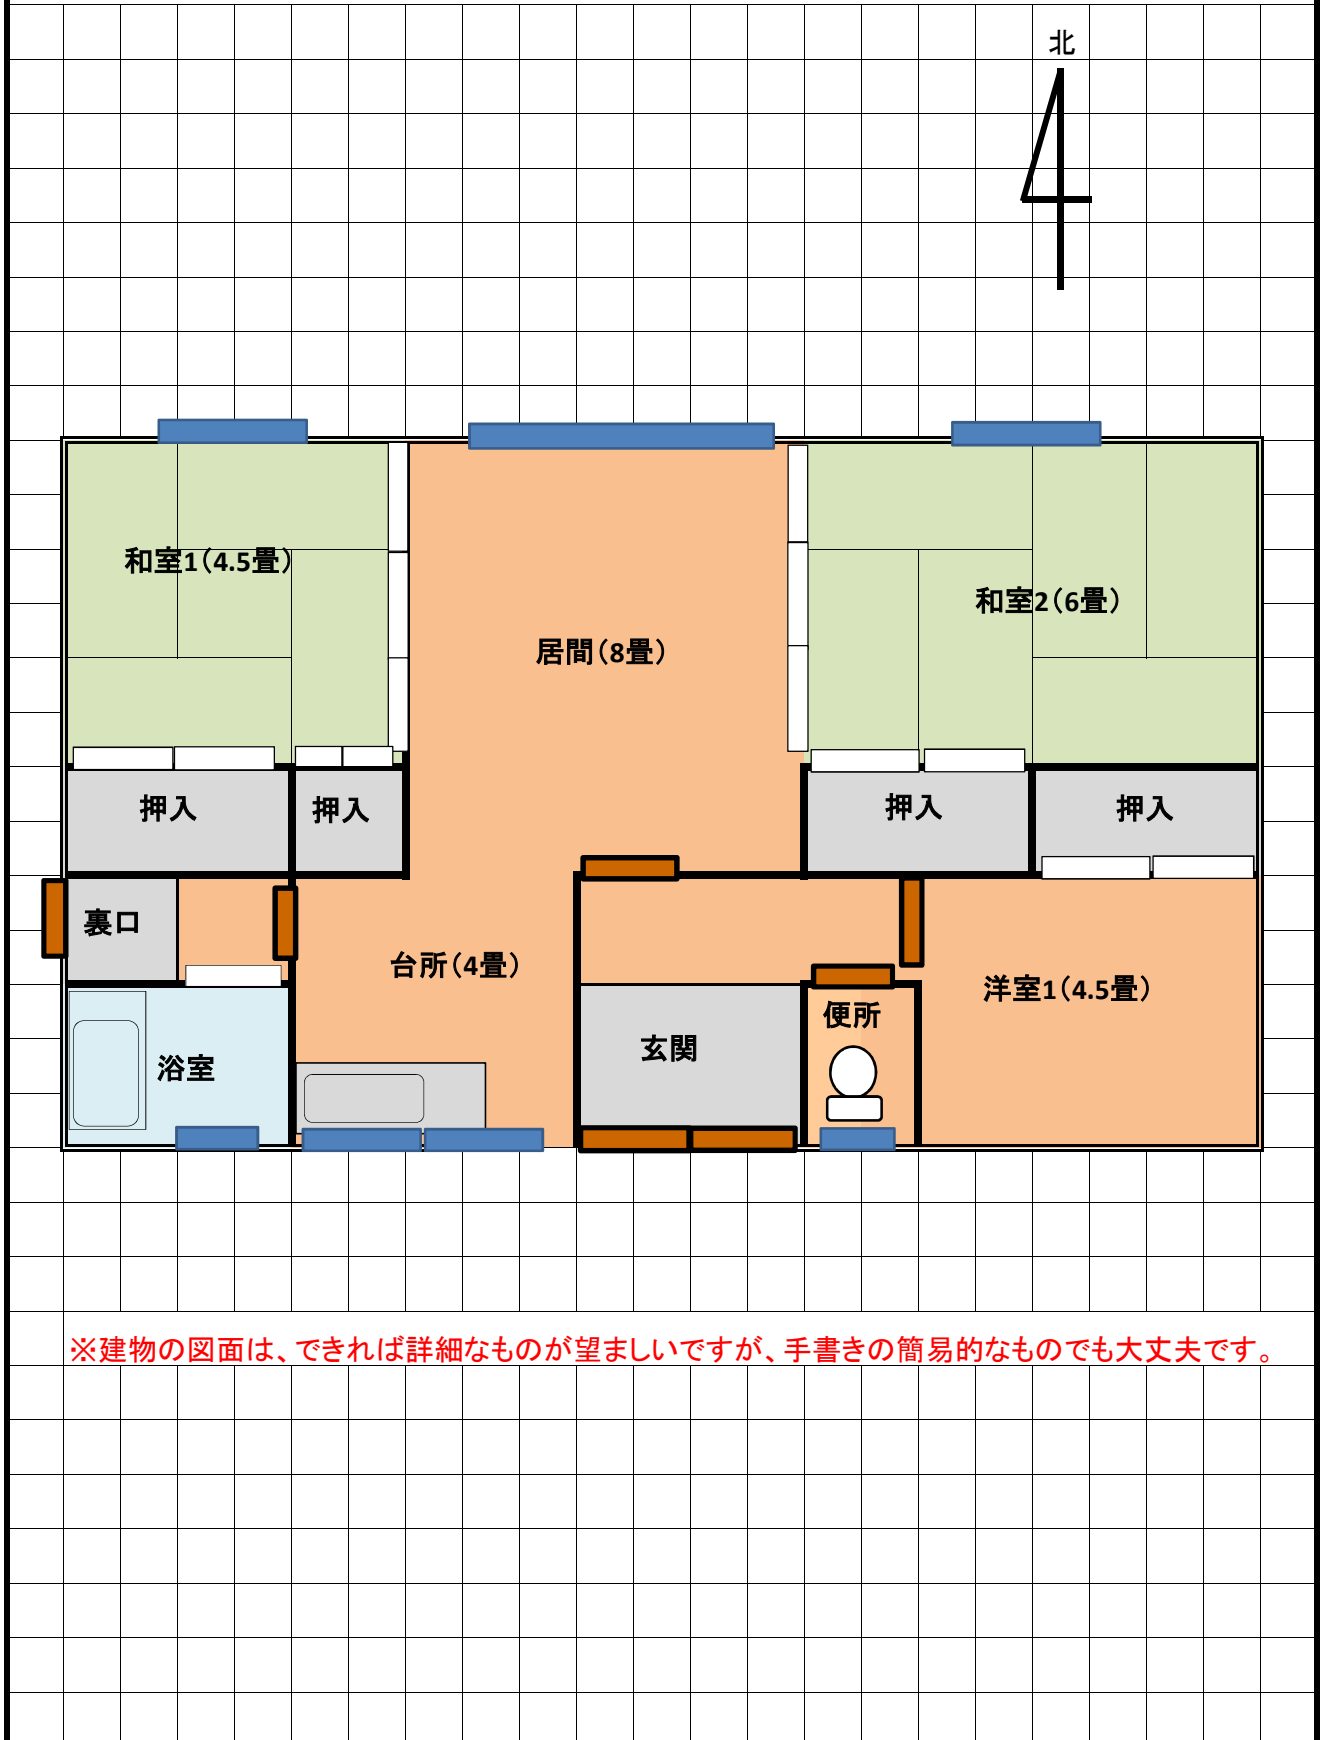 北
和室1(4.5畳)
和室2(6畳)
居間(8畳)
押入
押入
押入
押入
裏口
台所(4畳)
洋室1(4.5畳)
便所
玄関
浴室
※建物の図面は、できれば詳細なものが望ましいですが、手書きの簡易的なものでも大丈夫です。